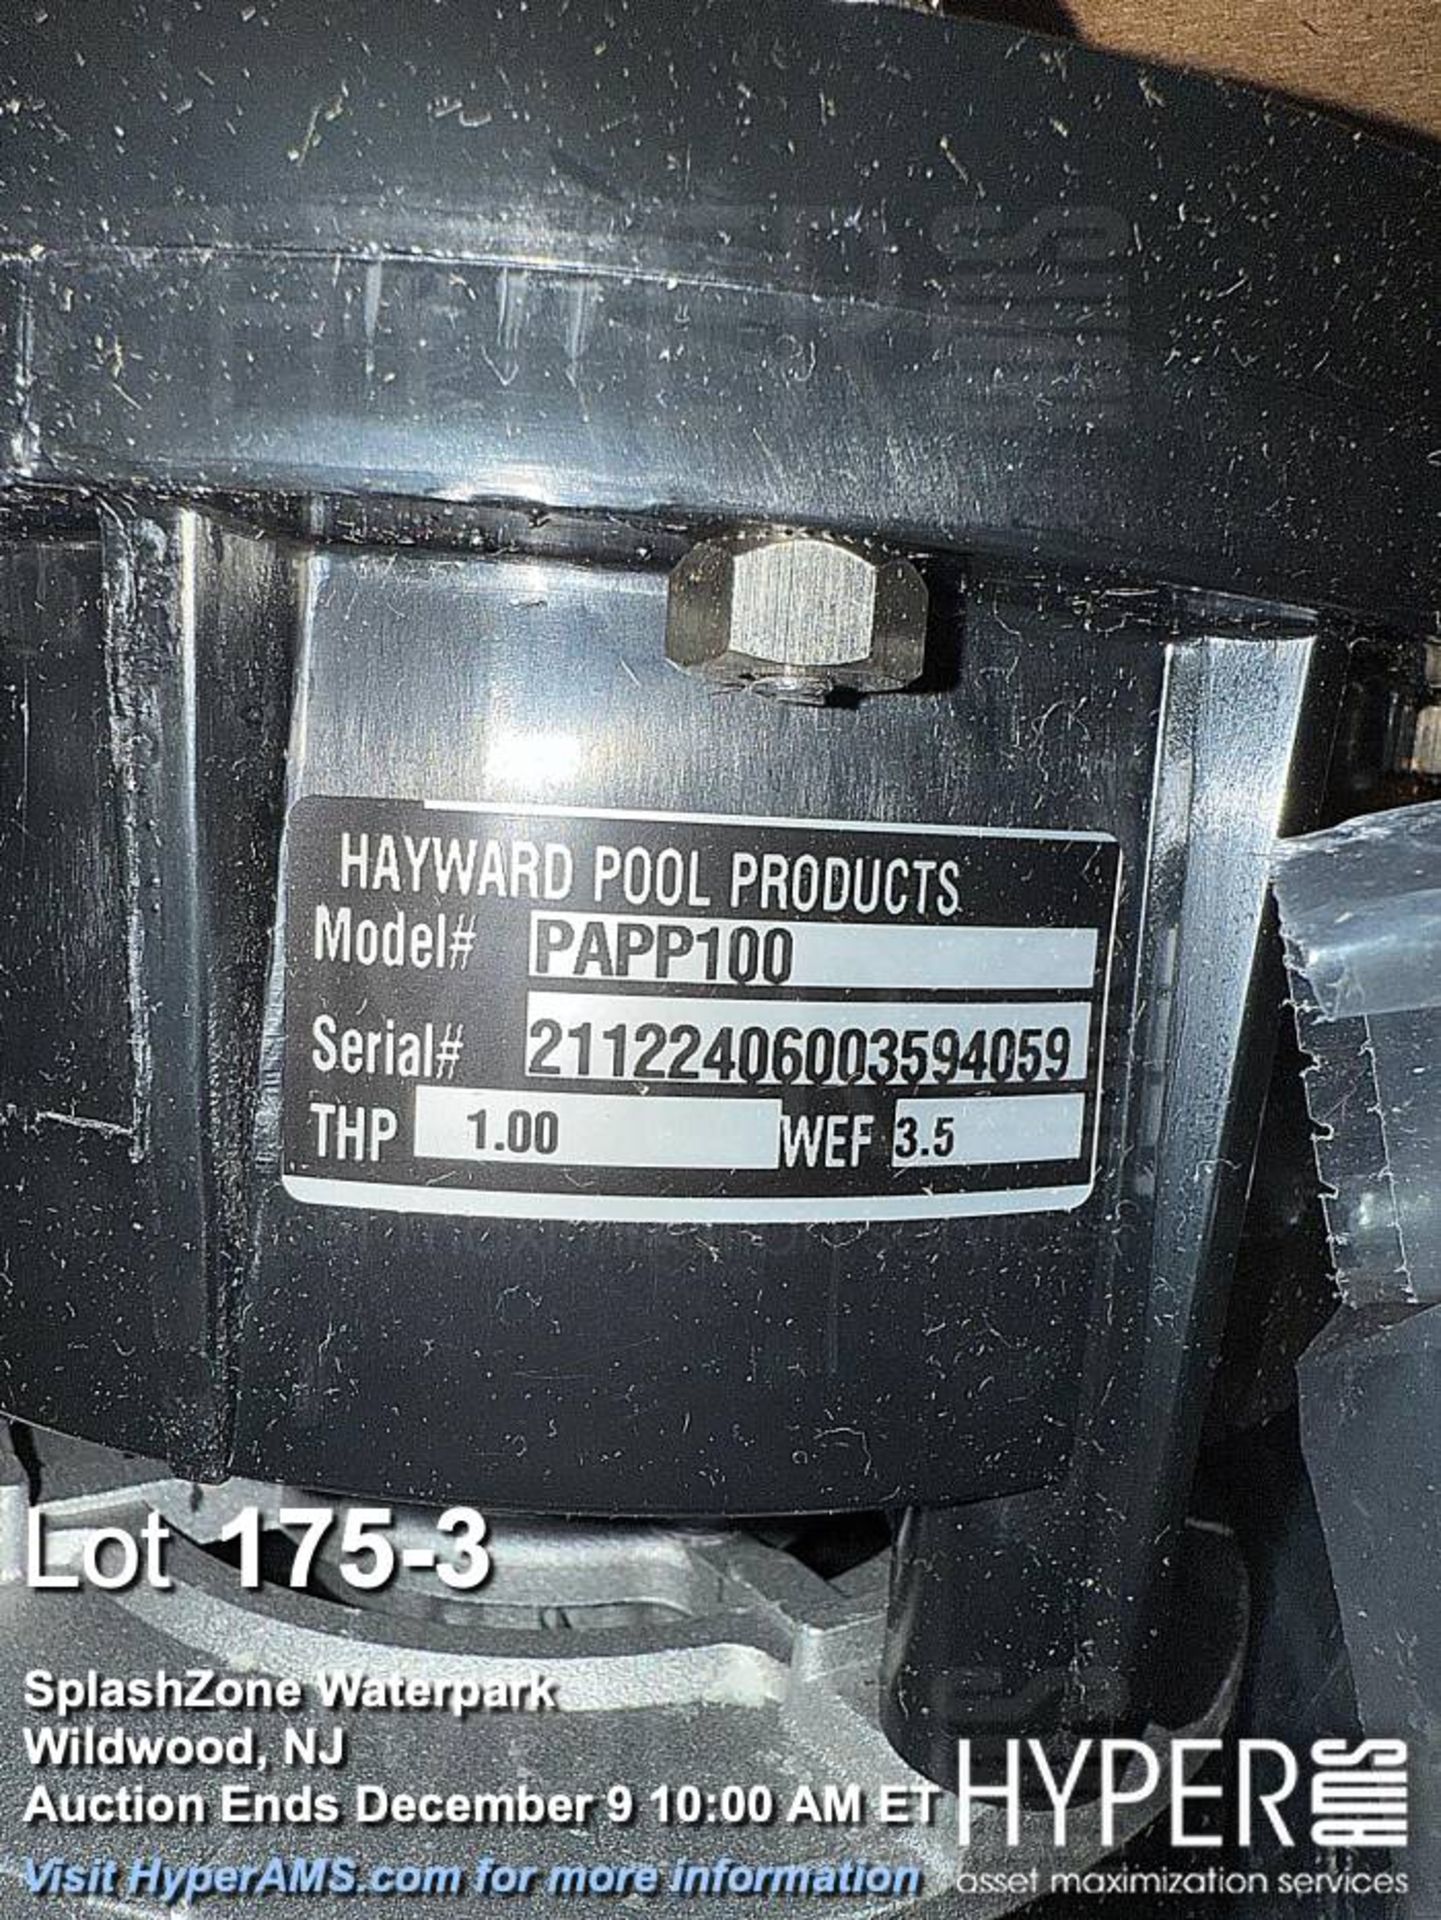 HAYWARD POOL PRODUCTS
Model# PAPP100
Serial# 21122406003594059
THP 1.00 WEF 3.5
Lot 175-3
SplashZone Waterpark
Wildwood, NJ
Auction Ends December 9 10:00 AM ET
Visit HyperAMS.com for more information
HYPER AMS
asset maximization services